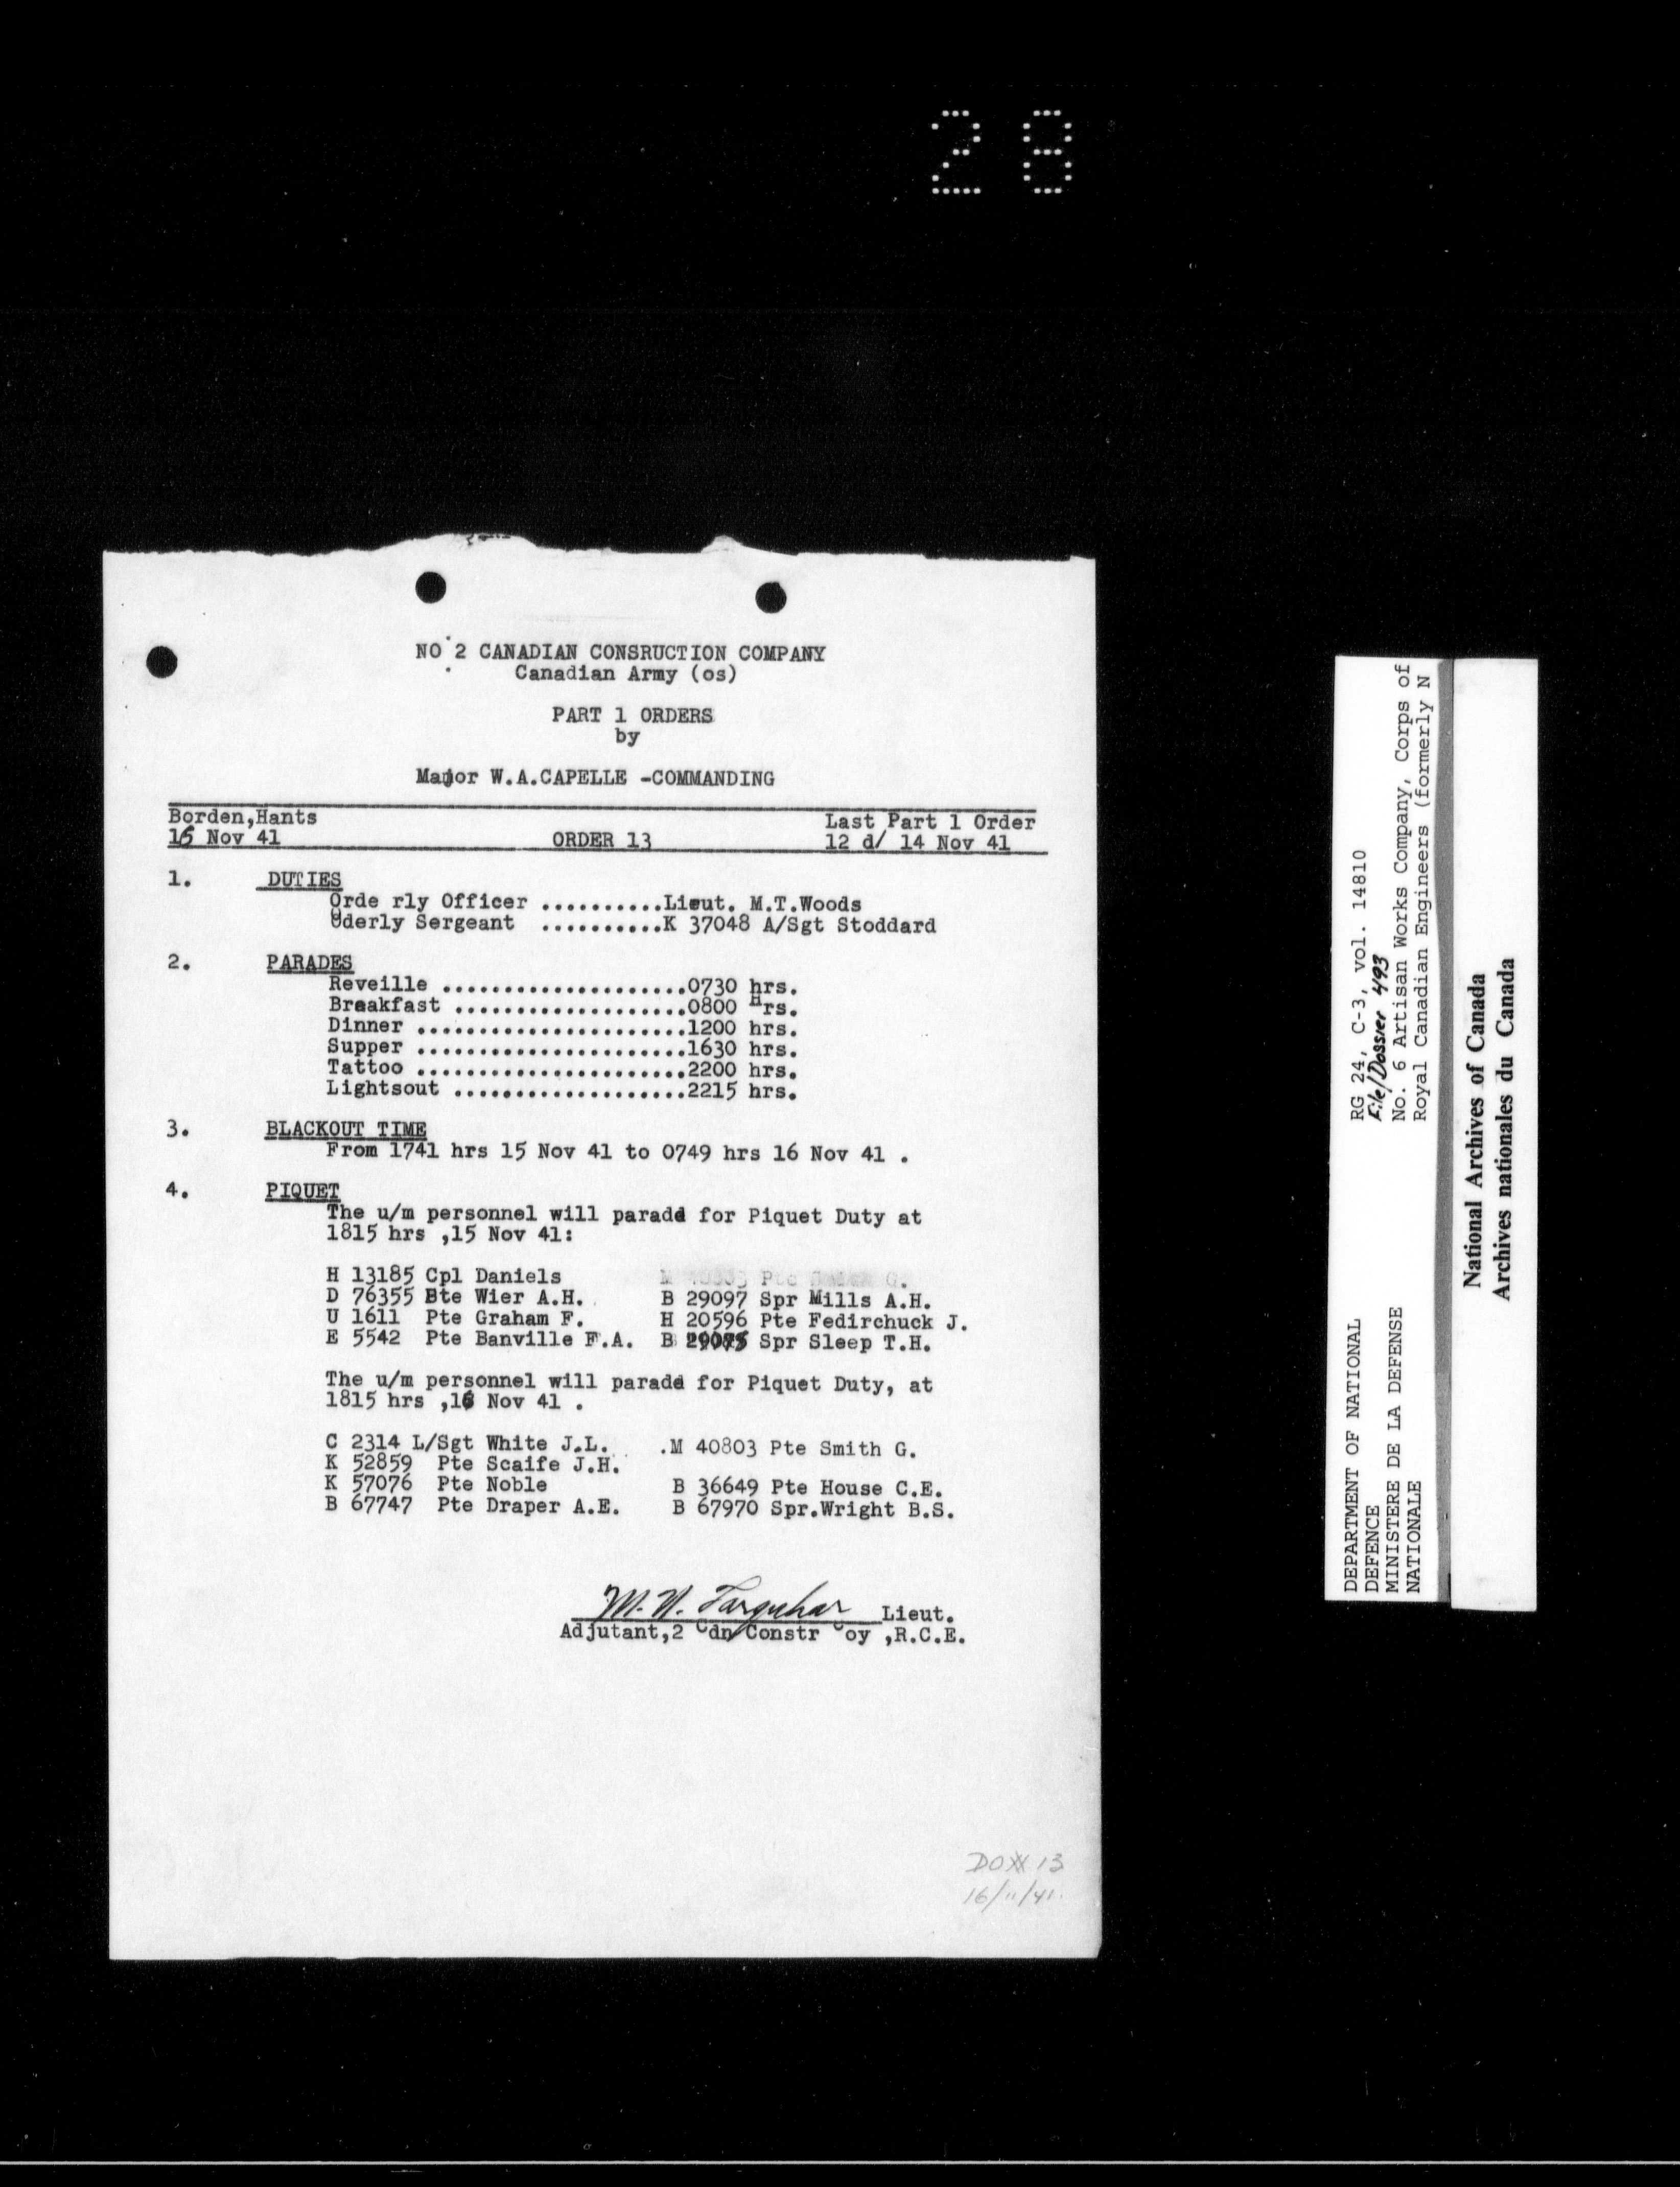 28
NO 2 CANADIAN CONSRUCTION COMPANY
Canadian Army (os)
PART 1 ORDERS
by
Major W.A.CAPELLE -COMMANDING
Borden,Hants Last Part 1 Order
Nov 41 ORDER 13 12 d/ 14 Nov 41
1. DUTIES
Orde rly Officer ..........Lieut. M.T.Woods
Oderly Sergeant ..........K 37048 A/Sgt Stoddard
2. PARADES
Reveille ....................0730 hrs.
Breakfast ...................0800 Hrs.
Dinner ......................1200 hrs.
Supper ......................1630 hrs.
Tattoo ......................2200 hrs.
Lightsout ...................2215 hrs.
3. BLACKOUT TIME
From 1741 hrs 15 Nov 41 to 0749 hrs 16 Nov 41 .
4. PIQUET
The u/m personnel will parade for Piquet Duty at
1815 hrs ,15 Nov 41:
H 13185 Cpl Daniels Pte G.
D 76355 Pte Wier A.H. B 29097 Spr Mills A.H.
U 1611 Pte Graham F. H 20596 Pte Fedirchuck J.
E 5542 Pte Banville F.A. B Spr Sleep T.H.
The u/m personnel will parade for Piquet Duty, at
1815 hrs ,16 Nov 41 .
C 2314 L/Sgt White J.L. .M 40803 Pte Smith G.
K 52859 Pte Scaife J.H.
K 57076 Pte Noble B 36649 Pte House C.E.
B 67747 Pte Draper A.E. B 67970 Spr.Wright B.S.
M. N. Farquhar Lieut.
Adjutant,2 Cdn Constr Coy ,R.C.E.
13
16/11/41
DEPARTMENT OF NATIONAL
DEFENCE
MINISTERE DE LA DEFENSE
NATIONALE
RG 24, C-3, vol. 14810
File/Dossier 493
No. 6 Artisan Works Company, Corps of
Royal Canadian Engineers (formerly N
National Archives of Canada
Archives nationales du Canada